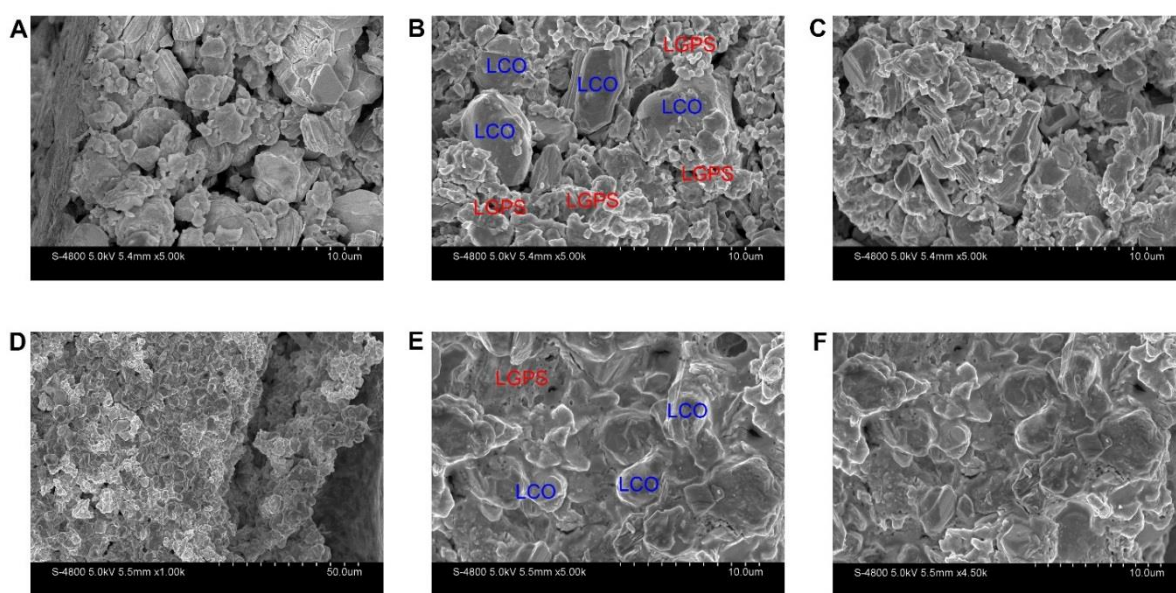 A
B
C
LGPS
LCO
LCO
LCO
LCO
LGPS
LGPS
LGPS
S-4800 5.0kV 5.4mm x5.00k 10.0um
S-4800 5.0kV 5.4mm x5.00k 10.0um
S-4800 5.0kV 5.4mm x5.00k 10.0um
D
E
F
LGPS
LCO
LCO
LCO
S-4800 5.0kV 5.5mm x1.00k 50.0um
S-4800 5.0kV 5.5mm x5.00k 10.0um
S-4800 5.0kV 5.5mm x4.50k 10.0um